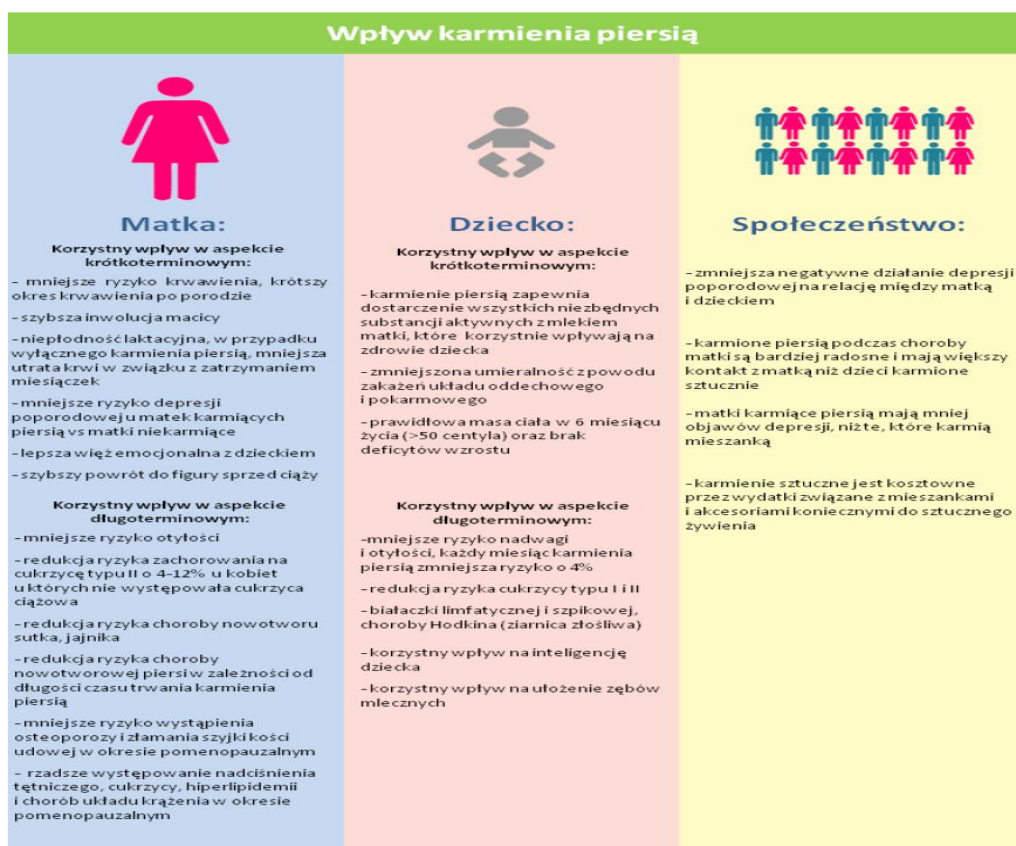 Wpływ karmienia piersią
Matka:
Korzystny wpływ w aspekcie
krótkoterminowym:
- mniejsze ryzyko krwawienia, krótszy
okres krwawienia po porodzie
- szybsza inwolucja macicy
- niepłodność laktacyjna, w przypadku
wyłącznego karmienia piersią, mniejsza
utrata krwi w związku z zatrzymaniem
miesiączek
- mniejsze ryzyko depresji
poporodowej u matek karmiących
piersią vs matki niekarmiące
- lepsza więź emocjonalna z dzieckiem
- szybszy powrót do figury sprzed ciąży
Korzystny wpływ w aspekcie
długoterminowym:
- mniejsze ryzyko otyłości
- redukcja ryzyka zachorowania na
cukrzycę typu II o 4-12% u kobiet
u których nie występowała cukrzyca
ciążowa
- redukcja ryzyka choroby nowotworu
sutka, jajnika
- redukcja ryzyka choroby
nowotworowej piersi w zależności od
długości czasu trwania karmienia
piersią
- mniejsze ryzyko wystąpienia
osteoporozy i złamania szyjki kości
udowej w okresie pomenopauzalnym
- rzadsze występowanie nadciśnienia
tętniczego, cukrzycy, hiperlipidemii
i chorób układu krążenia w okresie
pomenopauzalnym
Dziecko:
Korzystny wpływ w aspekcie
krótkoterminowym:
- karmienie piersią zapewnia
dostarczenie wszystkich niezbędnych
substancji aktywnych z mlekiem
matki, które korzystnie wpływają na
zdrowie dziecka
- zmniejszona umieralność z powodu
zakażeń układu oddechowego
i pokarmowego
- prawidłowa masa ciała w 6 miesiącu
życia (>50 centyla) oraz brak
deficytów wzrostu
Korzystny wpływ w aspekcie
długoterminowym:
-mniejsze ryzyko nadwagi
i otyłości, każdy miesiąc karmienia
piersią zmniejsza ryzyko o 4%
- redukcja ryzyka cukrzycy typu I i II
- białaczki limfatycznej i szpikowej,
choroby Hodkina (ziarnica złośliwa)
- korzystny wpływ na inteligencję
dziecka
- korzystny wpływ na ułożenie zębów
mlecznych
Społeczeństwo:
- zmniejsza negatywne działanie depresji
poporodowej na relację między matką
i dzieckiem
- karmione piersią podczas choroby
matki są bardziej radosne i mają większy
kontakt z matką niż dzieci karmione
sztucznie
- matki karmiące piersią mają mniej
objawów depresji, niż te, które karmią
mieszanką
- karmienie sztuczne jest kosztowne
przez wydatki związane z mieszankami
i akcesoriami koniecznymi do sztucznego
żywienia